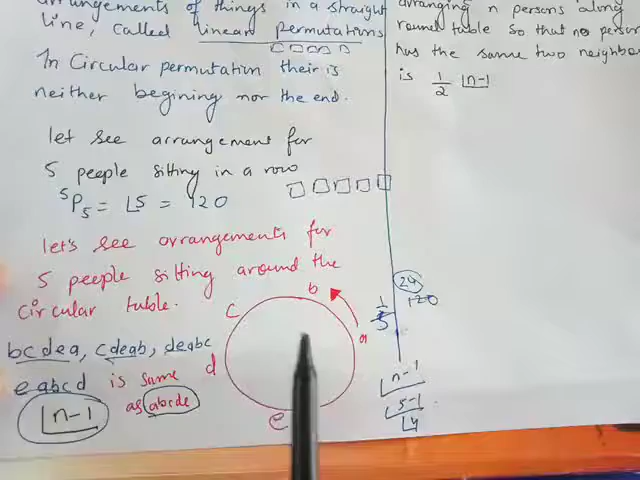 arrangements of things in a straight
line, called linear permutations
In Circular permutation their is
neither begining nor the end.
let see arrangement for
5 peeple sitting in a row
⁵P₅ = ⌊5 = 120
let's see arrangements for
5 peeple sitting around the
circular table.
bcdea, cdeab, deabc
eabcd is same
as abcde
⌊n-1
b
c
a
d
e
arranging n persons along
round table so that no person
has the same two neighbo
is 1/2 ⌊n-1
24
1/5 120
⌊n-1
⌊5-1
⌊4